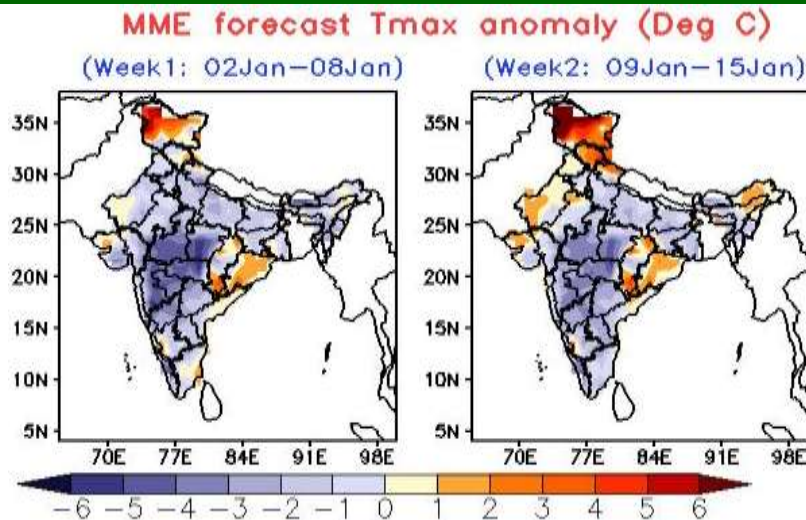 MME forecast Tmax anomaly (Deg C)
(Week1: 02Jan–08Jan) (Week2: 09Jan–15Jan)
35N 35N
30N 30N
25N 25N
20N 20N
15N 15N
10N 10N
5N 5N
70E 77E 84E 91E 98E 70E 77E 84E 91E 98E
-6 -5 -4 -3 -2 -1 0 1 2 3 4 5 6